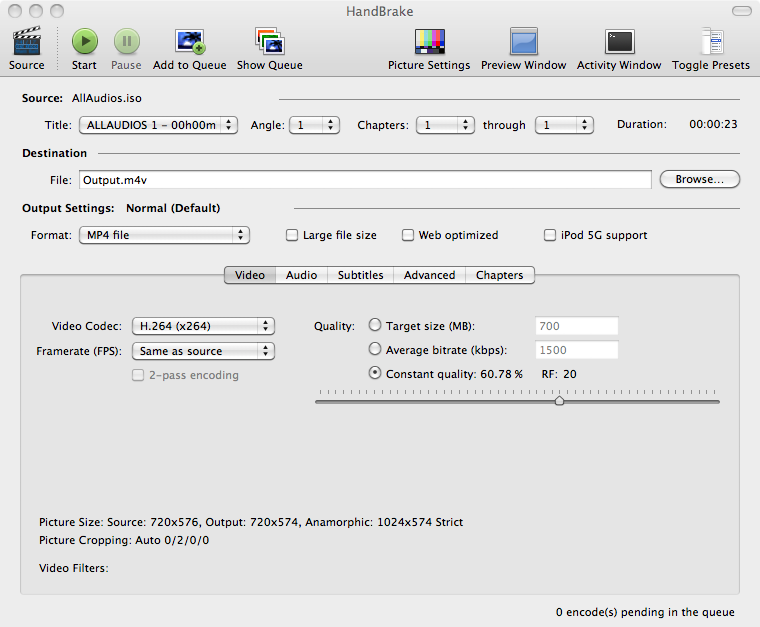 HandBrake
Source Start Pause Add to Queue Show Queue Picture Settings Preview Window Activity Window Toggle Presets
Source: AllAudios.iso
Title: ALLAUDIOS 1 - 00h00m Angle: 1 Chapters: 1 through 1 Duration: 00:00:23
Destination
File: Output.m4v Browse...
Output Settings: Normal (Default)
Format: MP4 file Large file size Web optimized iPod 5G support
Video Audio Subtitles Advanced Chapters
Video Codec: H.264 (x264) Quality: Target size (MB): 700
Framerate (FPS): Same as source Average bitrate (kbps): 1500
2-pass encoding Constant quality: 60.78 % RF: 20
Picture Size: Source: 720x576, Output: 720x574, Anamorphic: 1024x574 Strict
Picture Cropping: Auto 0/2/0/0
Video Filters:
0 encode(s) pending in the queue